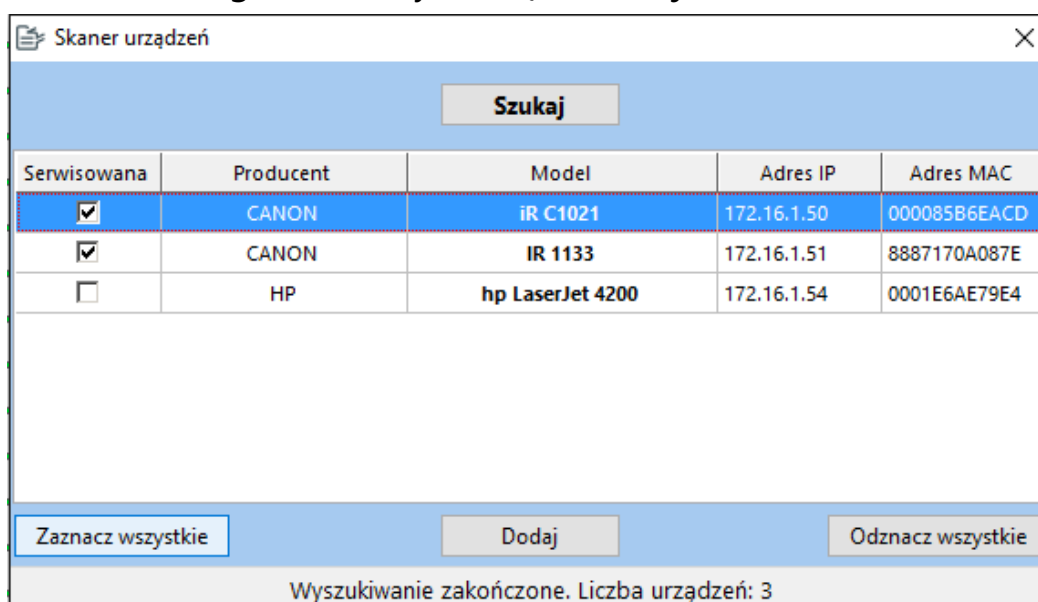 Skaner urządzeń
Szukaj
Serwisowana Producent Model Adres IP Adres MAC
CANON iR C1021 172.16.1.50 000085B6EACD
CANON IR 1133 172.16.1.51 8887170A087E
HP hp LaserJet 4200 172.16.1.54 0001E6AE79E4
Zaznacz wszystkie Dodaj Odznacz wszystkie
Wyszukiwanie zakończone. Liczba urządzeń: 3